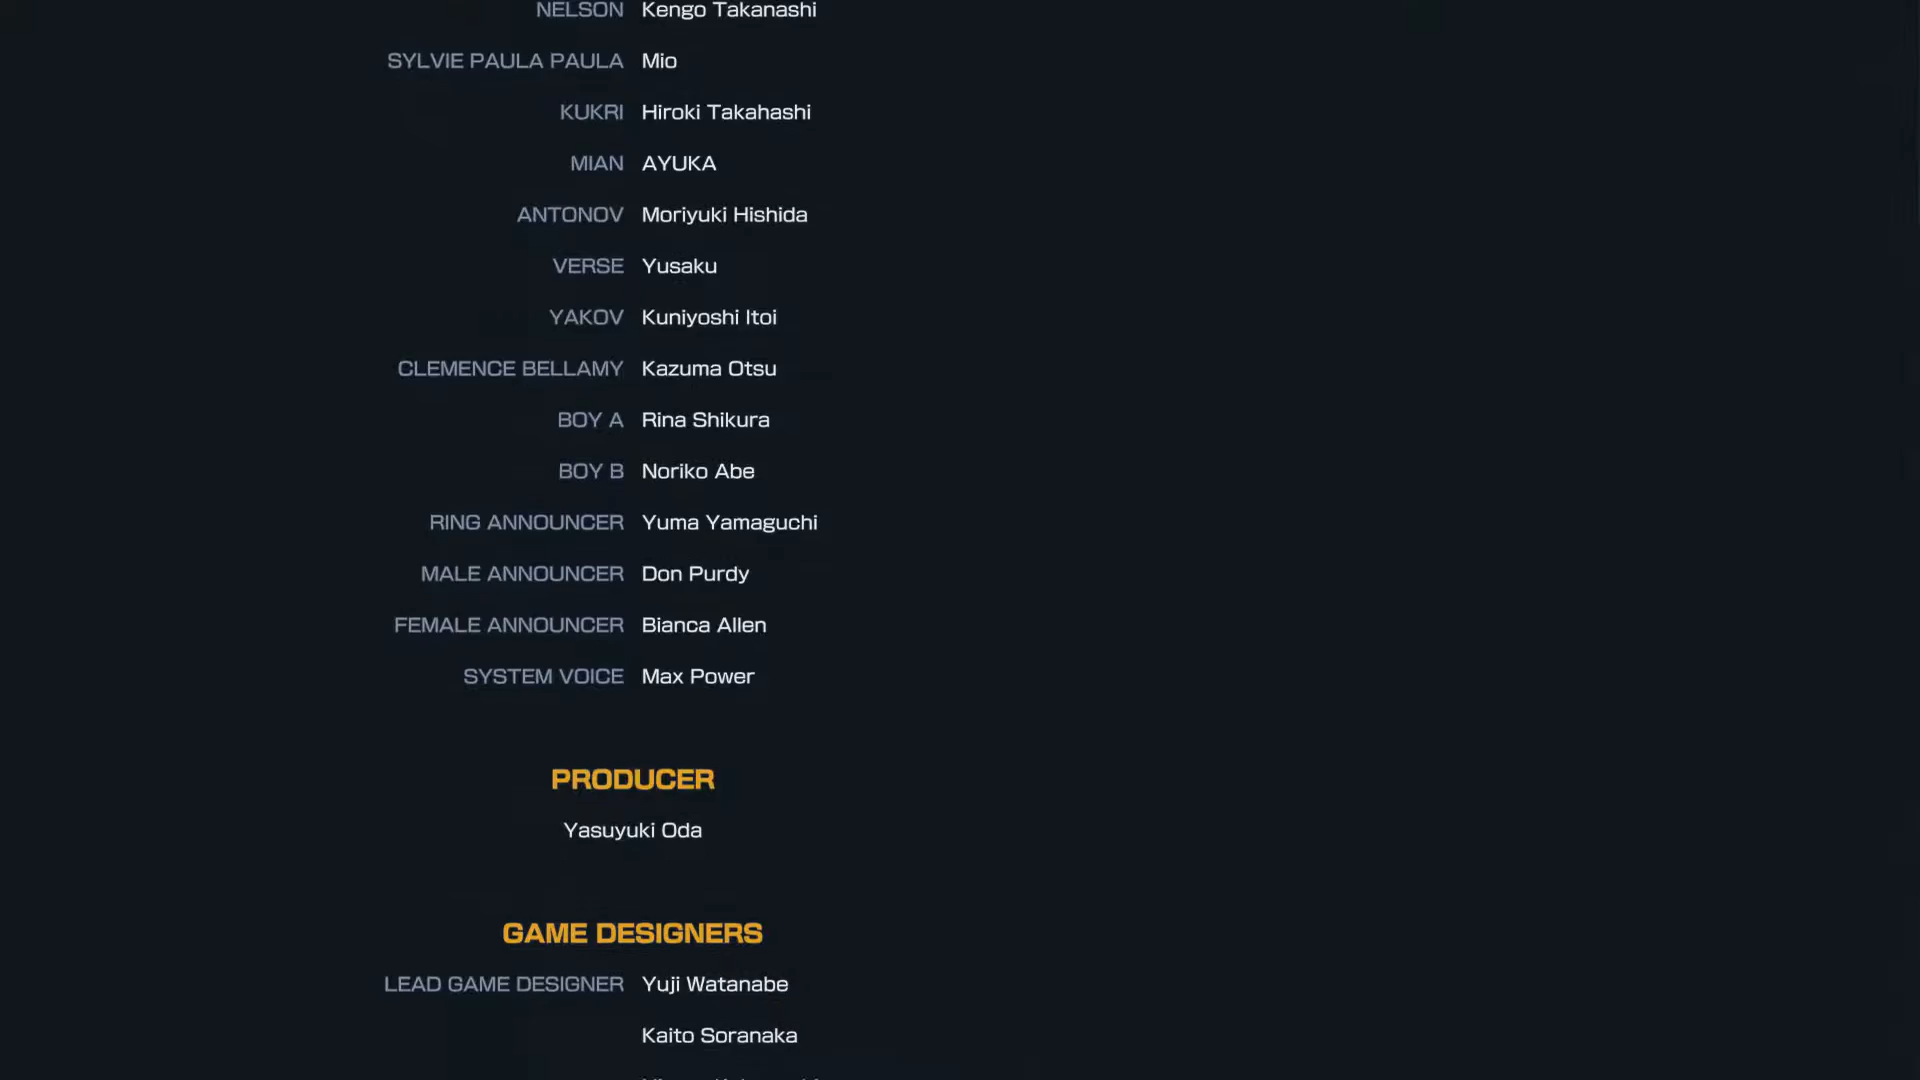 NELSON Kengo Takanashi
SYLVIE PAULA PAULA Mio
KUKRI Hiroki Takahashi
MIAN AYUKA
ANTONOV Moriyuki Hishida
VERSE Yusaku
YAKOV Kuniyoshi Itoi
CLEMENCE BELLAMY Kazuma Otsu
BOY A Rina Shikura
BOY B Noriko Abe
RING ANNOUNCER Yuma Yamaguchi
MALE ANNOUNCER Don Purdy
FEMALE ANNOUNCER Bianca Allen
SYSTEM VOICE Max Power
PRODUCER
Yasuyuki Oda
GAME DESIGNERS
LEAD GAME DESIGNER Yuji Watanabe
Kaito Soranaka